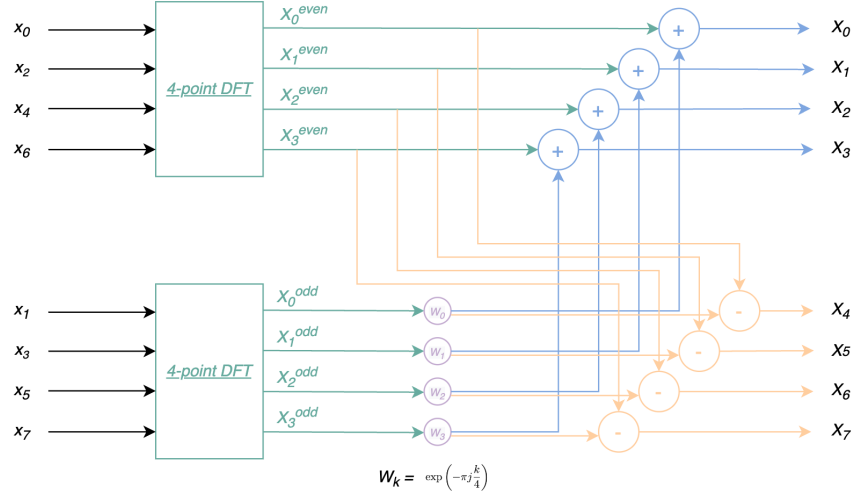 x₀ X₀ᵉᵛᵉⁿ + X₀
x₂ X₁ᵉᵛᵉⁿ + X₁
4-point DFT
x₄ X₂ᵉᵛᵉⁿ + X₂
x₆ X₃ᵉᵛᵉⁿ + X₃
x₁ X₀ᵒᵈᵈ W₀ - X₄
x₃ X₁ᵒᵈᵈ W₁ - X₅
4-point DFT
x₅ X₂ᵒᵈᵈ W₂ - X₆
x₇ X₃ᵒᵈᵈ W₃ - X₇
Wₖ = exp(−πj k/4)